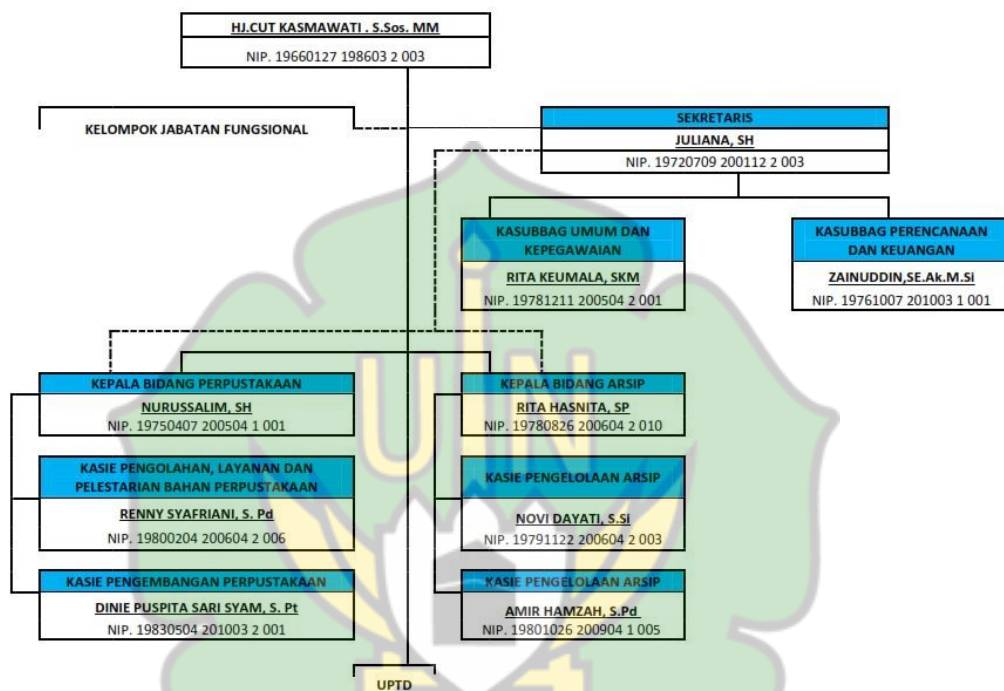 HJ.CUT KASMAWATI . S.Sos. MM
NIP. 19660127 198603 2 003
KELOMPOK JABATAN FUNGSIONAL
SEKRETARIS
JULIANA, SH
NIP. 19720709 200112 2 003
KASUBBAG UMUM DAN
KEPEGAWAIAN
RITA KEUMALA, SKM
NIP. 19781211 200504 2 001
KASUBBAG PERENCANAAN
DAN KEUANGAN
ZAINUDDIN,SE.Ak.M.Si
NIP. 19761007 201003 1 001
KEPALA BIDANG PERPUSTAKAAN
NURUSSALIM, SH
NIP. 19750407 200504 1 001
KASIE PENGOLAHAN, LAYANAN DAN
PELESTARIAN BAHAN PERPUSTAKAAN
RENNY SYAFRIANI, S. Pd
NIP. 19800204 200604 2 006
KASIE PENGEMBANGAN PERPUSTAKAAN
DINIE PUSPITA SARI SYAM, S. Pt
NIP. 19830504 201003 2 001
KEPALA BIDANG ARSIP
RITA HASNITA, SP
NIP. 19780826 200604 2 010
KASIE PENGELOLAAN ARSIP
NOVI DAYATI, S.Si
NIP. 19791122 200604 2 003
KASIE PENGELOLAAN ARSIP
AMIR HAMZAH, S.Pd
NIP. 19801026 200904 1 005
UPTD
UIN